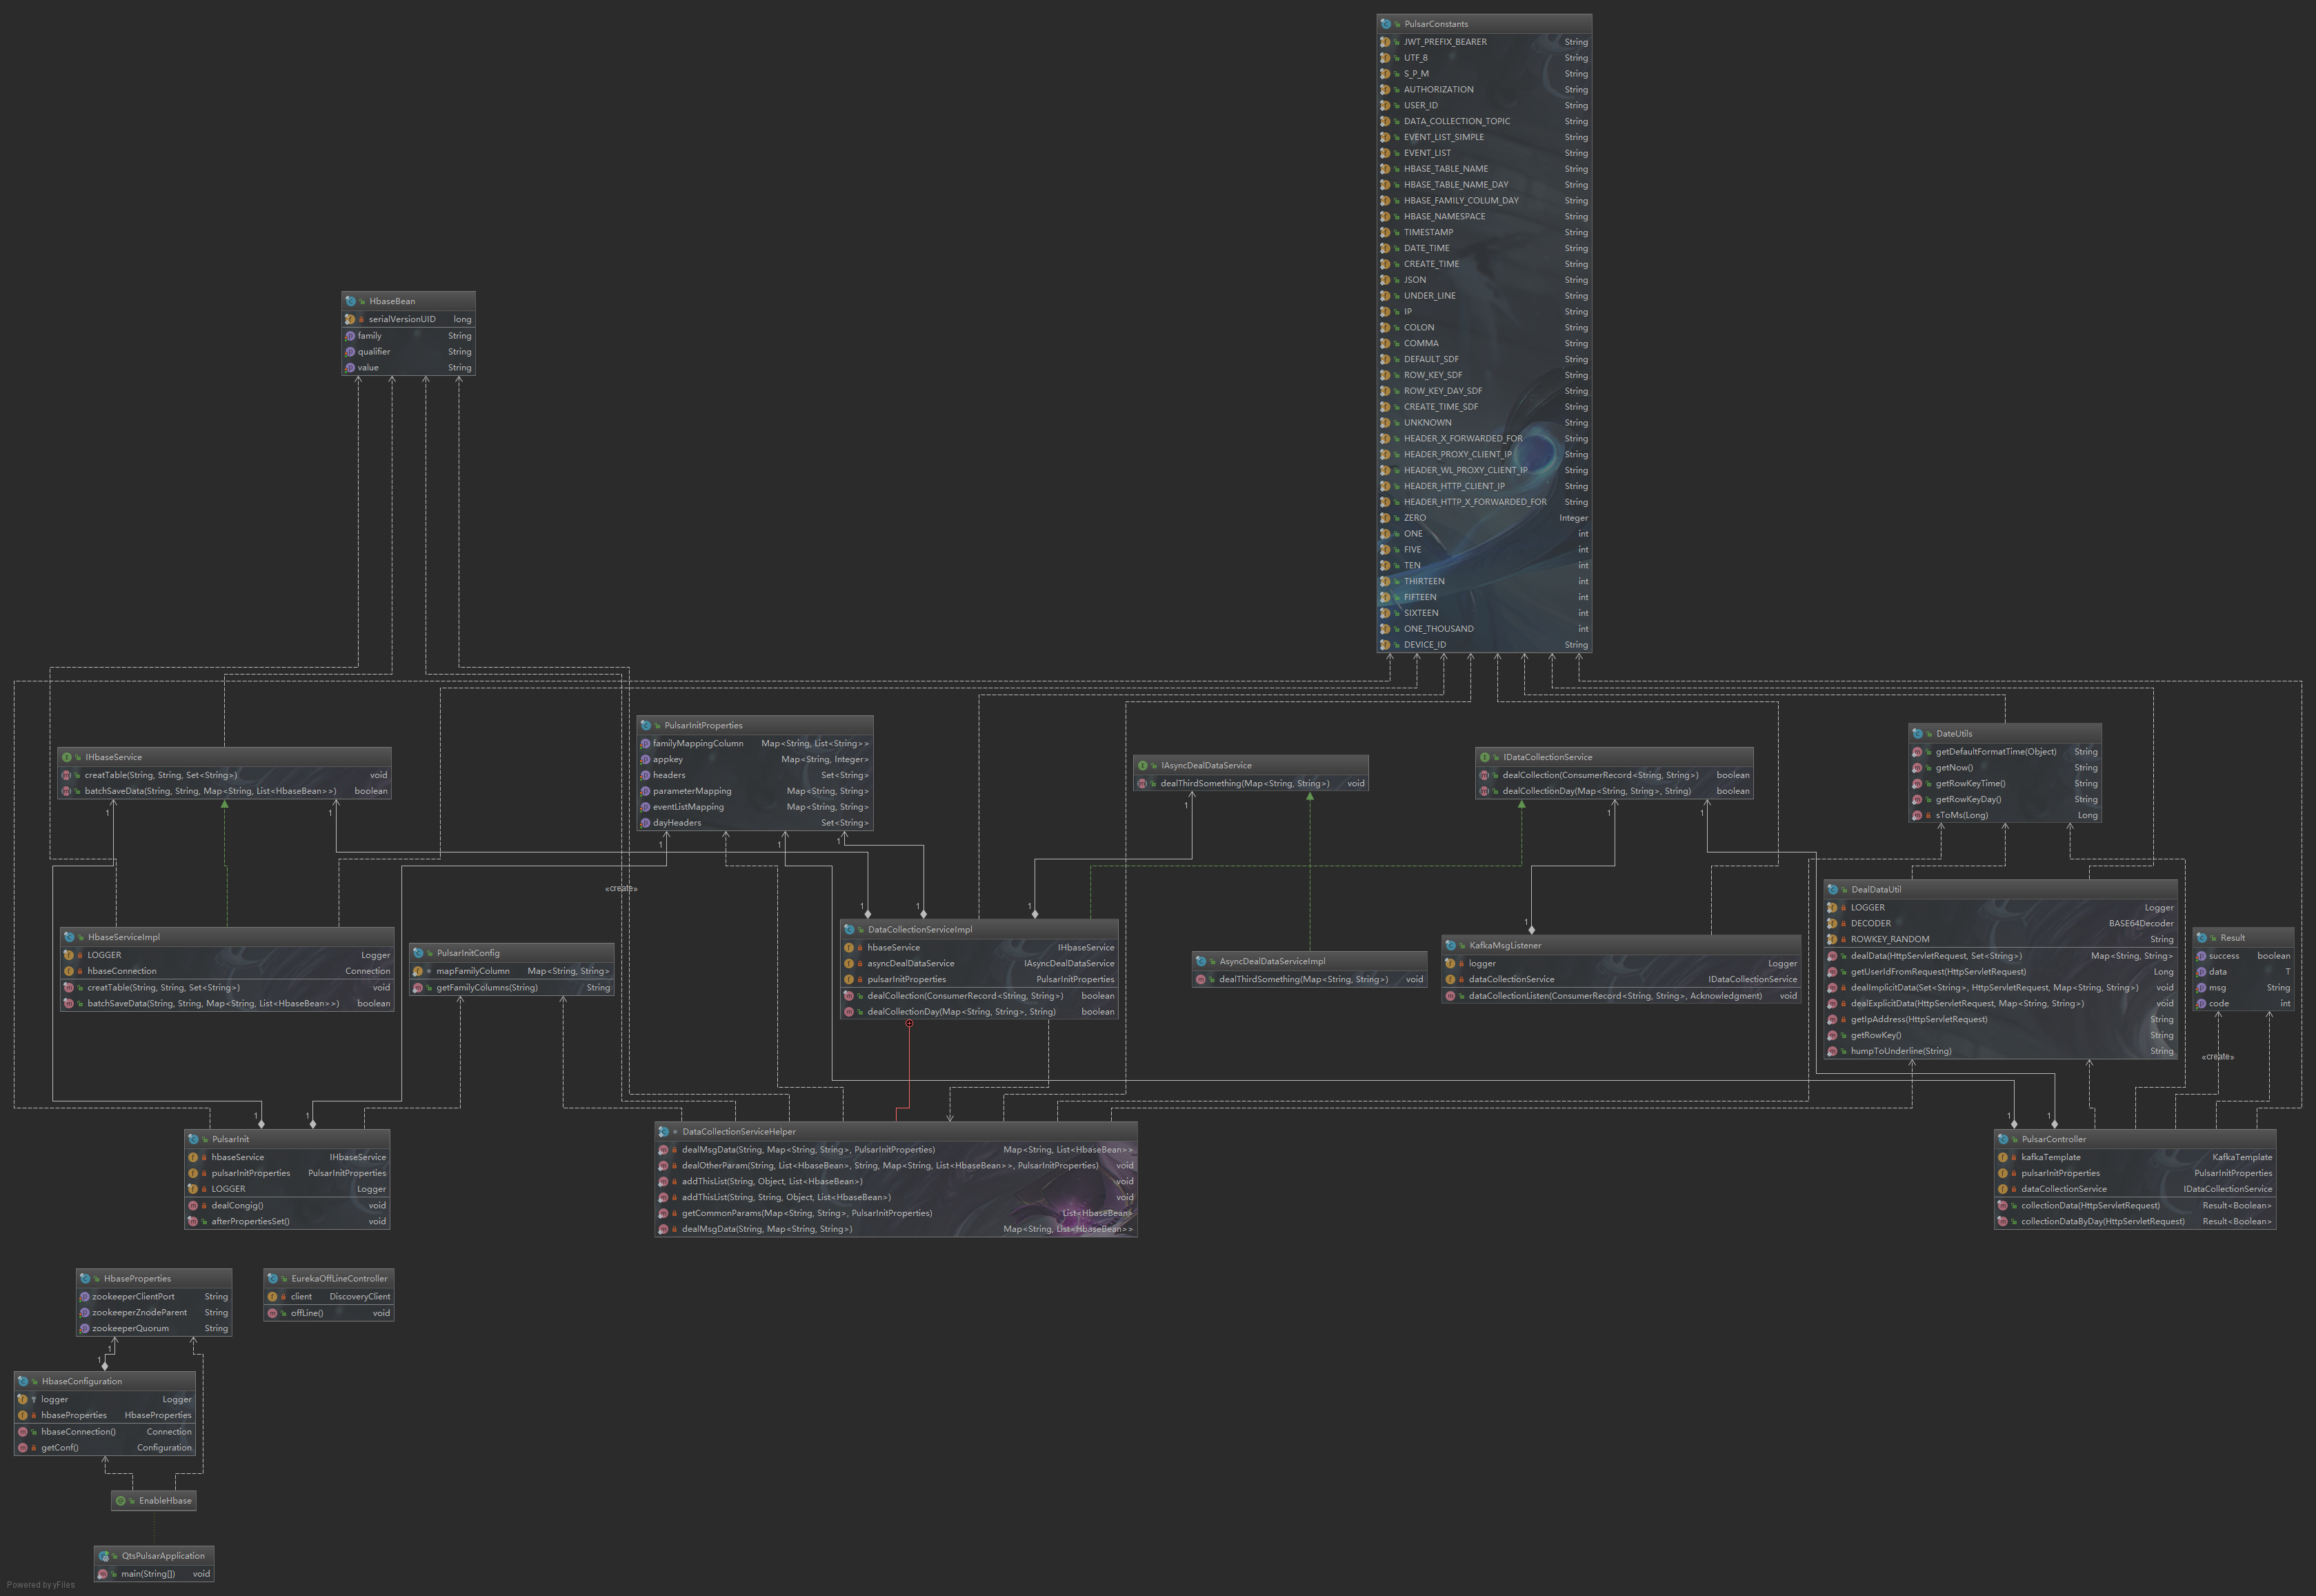 PulsarConstants
JWT_PREFIX_BEARER String
UTF_8 String
S_P_M String
AUTHORIZATION String
USER_ID String
DATA_COLLECTION_TOPIC String
EVENT_LIST_SIMPLE String
EVENT_LIST String
HBASE_TABLE_NAME String
HBASE_TABLE_NAME_DAY String
HBASE_FAMILY_COLUM_DAY String
HBASE_NAMESPACE String
TIMESTAMP String
DATE_TIME String
CREATE_TIME String
JSON String
UNDER_LINE String
IP String
COLON String
COMMA String
DEFAULT_SDF String
ROW_KEY_SDF String
ROW_KEY_DAY_SDF String
CREATE_TIME_SDF String
UNKNOWN String
HEADER_X_FORWARDED_FOR String
HEADER_PROXY_CLIENT_IP String
HEADER_WL_PROXY_CLIENT_IP String
HEADER_HTTP_CLIENT_IP String
HEADER_HTTP_X_FORWARDED_FOR String
ZERO Integer
ONE int
FIVE int
TEN int
THIRTEEN int
FIFTEEN int
SIXTEEN int
ONE_THOUSAND int
DEVICE_ID String
HbaseBean
serialVersionUID long
family String
qualifier String
value String
IHbaseService
creatTable(String, String, Set<String>) void
batchSaveData(String, String, Map<String, List<HbaseBean>>) boolean
PulsarInitProperties
familyMappingColumn Map<String, List<String>>
appkey Map<String, Integer>
headers Set<String>
parameterMapping Map<String, String>
eventListMapping Map<String, String>
dayHeaders Set<String>
IAsyncDealDataService
dealThirdSomething(Map<String, String>) void
IDataCollectionService
dealCollection(ConsumerRecord<String, String>) boolean
dealCollectionDay(Map<String, String>, String) boolean
DateUtils
getDefaultFormatTime(Object) String
getNow() String
getRowKeyTime() String
getRowKeyDay() String
sToMs(Long) Long
1
1
1
1
1
1
1
1
«create»
HbaseServiceImpl
LOGGER Logger
hbaseConnection Connection
creatTable(String, String, Set<String>) void
batchSaveData(String, String, Map<String, List<HbaseBean>>) boolean
PulsarInitConfig
mapFamilyColumn Map<String, String>
getFamilyColumns(String) String
1
1
1
1
DataCollectionServiceImpl
hbaseService IHbaseService
asyncDealDataService IAsyncDealDataService
pulsarInitProperties PulsarInitProperties
dealCollection(ConsumerRecord<String, String>) boolean
dealCollectionDay(Map<String, String>, String) boolean
AsyncDealDataServiceImpl
dealThirdSomething(Map<String, String>) void
KafkaMsgListener
logger Logger
dataCollectionService IDataCollectionService
dataCollectionListen(ConsumerRecord<String, String>, Acknowledgment) void
DealDataUtil
LOGGER Logger
DECODER BASE64Decoder
ROWKEY_RANDOM String
dealData(HttpServletRequest, Set<String>) Map<String, String>
getUserIdFromRequest(HttpServletRequest) Long
dealImplicitData(Set<String>, HttpServletRequest, Map<String, String>) void
dealExplicitData(HttpServletRequest, Map<String, String>) void
getIpAddress(HttpServletRequest) String
getRowKey() String
humpToUnderline(String) String
Result
success boolean
data T
msg String
code int
«create»
1
1
1
1
PulsarInit
hbaseService IHbaseService
pulsarInitProperties PulsarInitProperties
LOGGER Logger
dealCongig() void
afterPropertiesSet() void
DataCollectionServiceHelper
dealMsgData(String, Map<String, String>, PulsarInitProperties) Map<String, List<HbaseBean>>
dealOtherParam(String, List<HbaseBean>, String, Map<String, List<HbaseBean>>, PulsarInitProperties) void
addThisList(String, Object, List<HbaseBean>) void
addThisList(String, String, Object, List<HbaseBean>) void
getCommonParams(Map<String, String>, PulsarInitProperties) List<HbaseBean>
dealMsgData(String, Map<String, String>) Map<String, List<HbaseBean>>
PulsarController
kafkaTemplate KafkaTemplate
pulsarInitProperties PulsarInitProperties
dataCollectionService IDataCollectionService
collectionData(HttpServletRequest) Result<Boolean>
collectionDataByDay(HttpServletRequest) Result<Boolean>
HbaseProperties
zookeeperClientPort String
zookeeperZnodeParent String
zookeeperQuorum String
EurekaOffLineController
client DiscoveryClient
offLine() void
1
1
HbaseConfiguration
logger Logger
hbaseProperties HbaseProperties
hbaseConnection() Connection
getConf() Configuration
EnableHbase
QtsPulsarApplication
main(String[]) void
Powered by yFiles